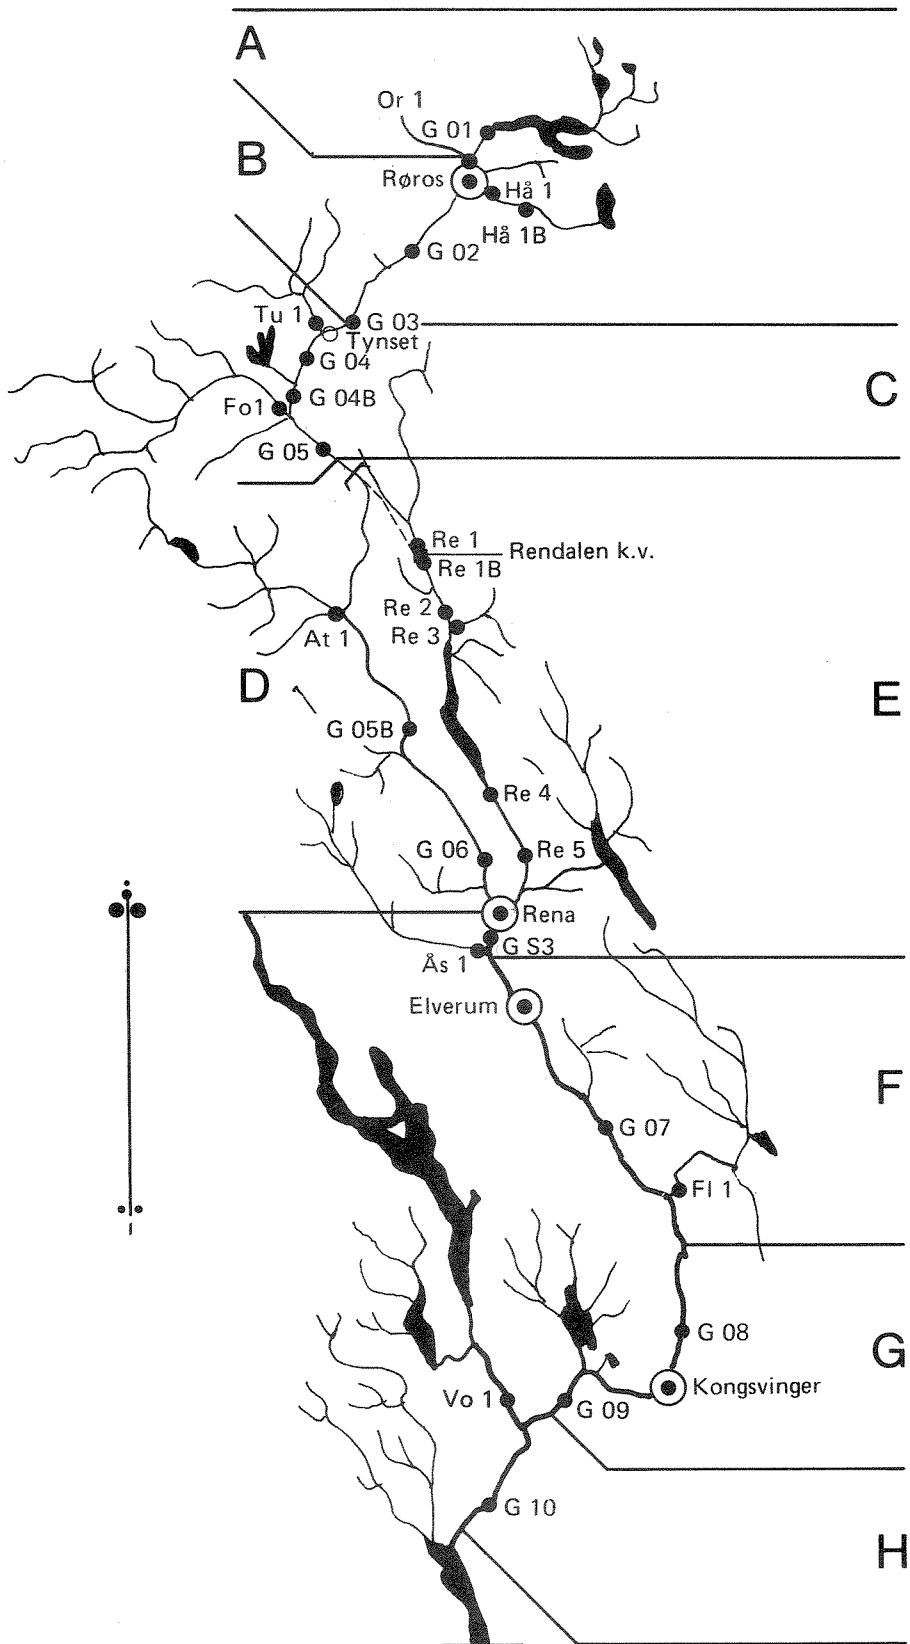 A
Or 1
G 01
B
Røros
Hå 1
Hå 1B
G 02
Tu 1
G 03
Tynset
G 04
C
G 04B
Fo1
G 05
Re 1
Rendalen k.v.
Re 1B
Re 2
Re 3
At 1
D
E
G 05B
Re 4
G 06
Re 5
Rena
G S3
Ås 1
Elverum
F
G 07
Fl 1
G 08
G
Kongsvinger
Vo 1
G 09
G 10
H